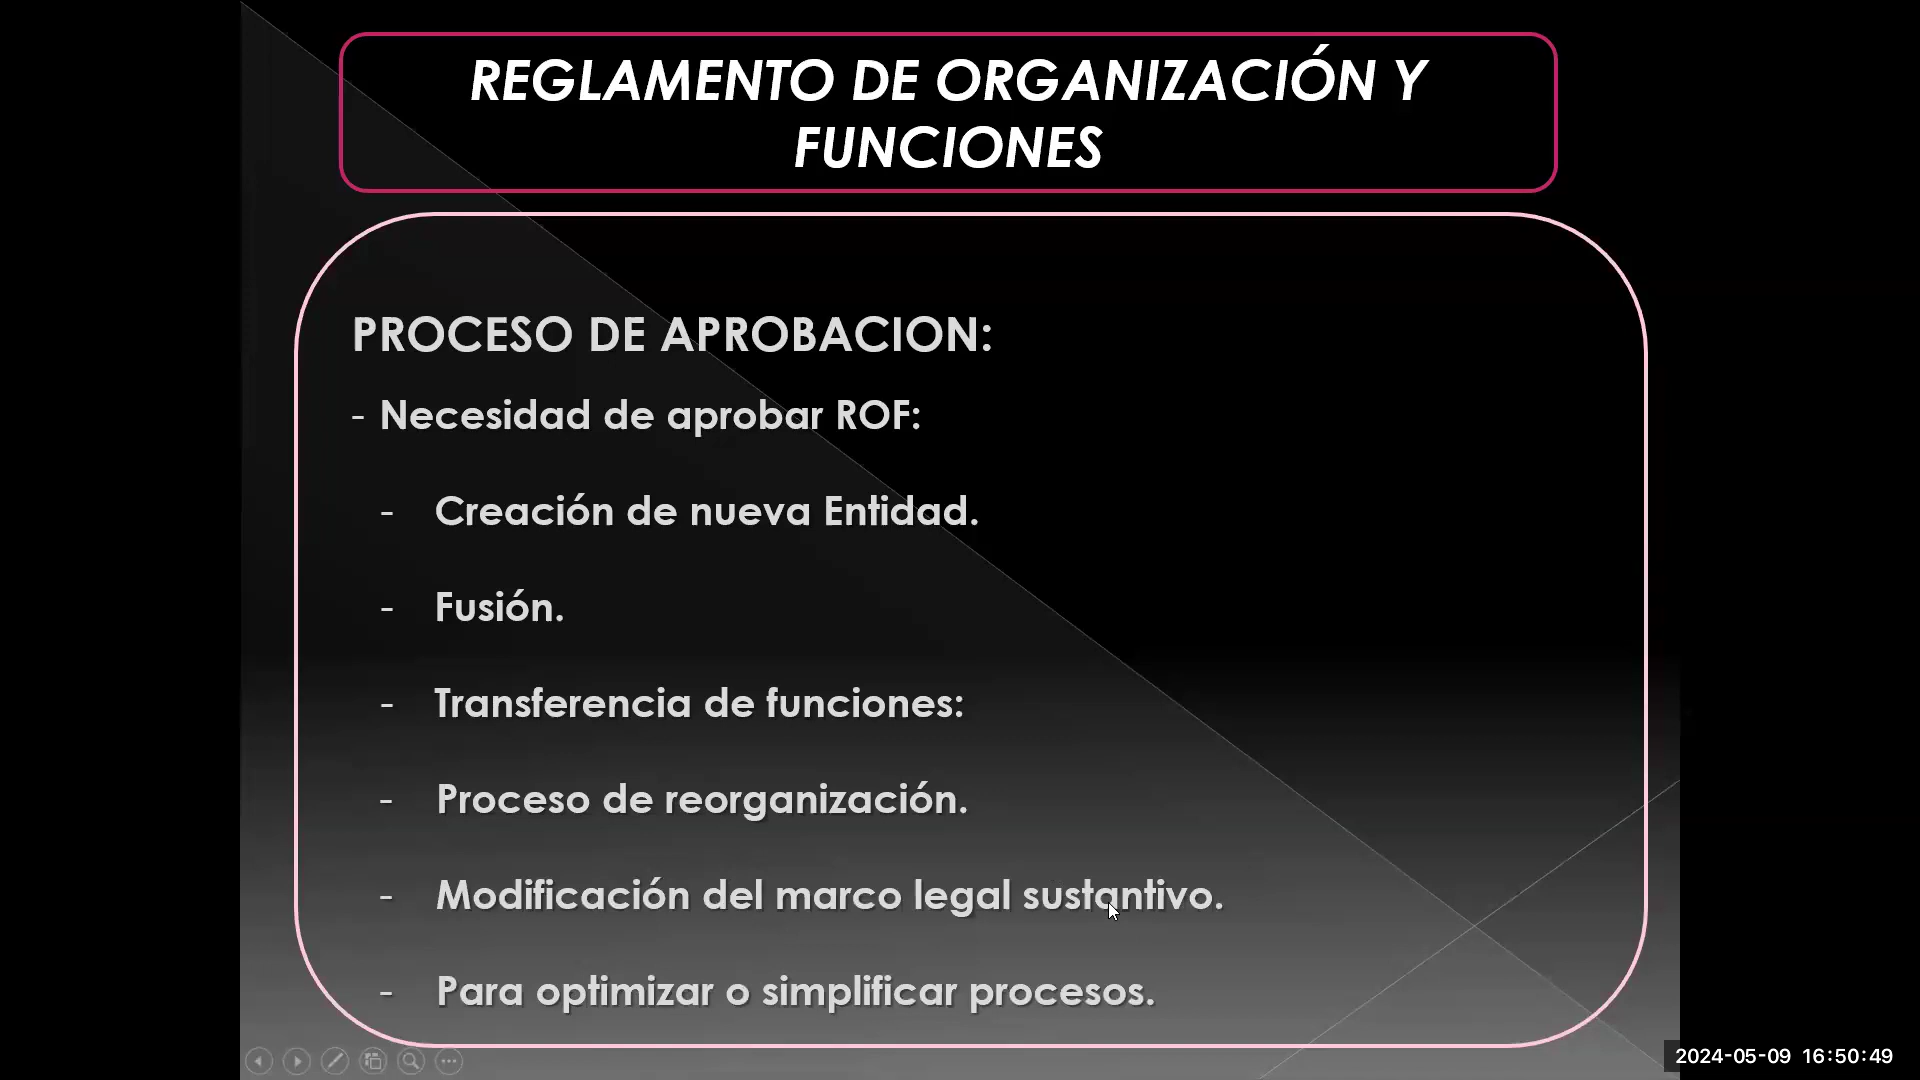 REGLAMENTO DE ORGANIZACIÓN Y
FUNCIONES
PROCESO DE APROBACION:
- Necesidad de aprobar ROF:
- Creación de nueva Entidad.
- Fusión.
- Transferencia de funciones:
- Proceso de reorganización.
- Modificación del marco legal sustantivo.
- Para optimizar o simplificar procesos.
2024-05-09 16:50:49